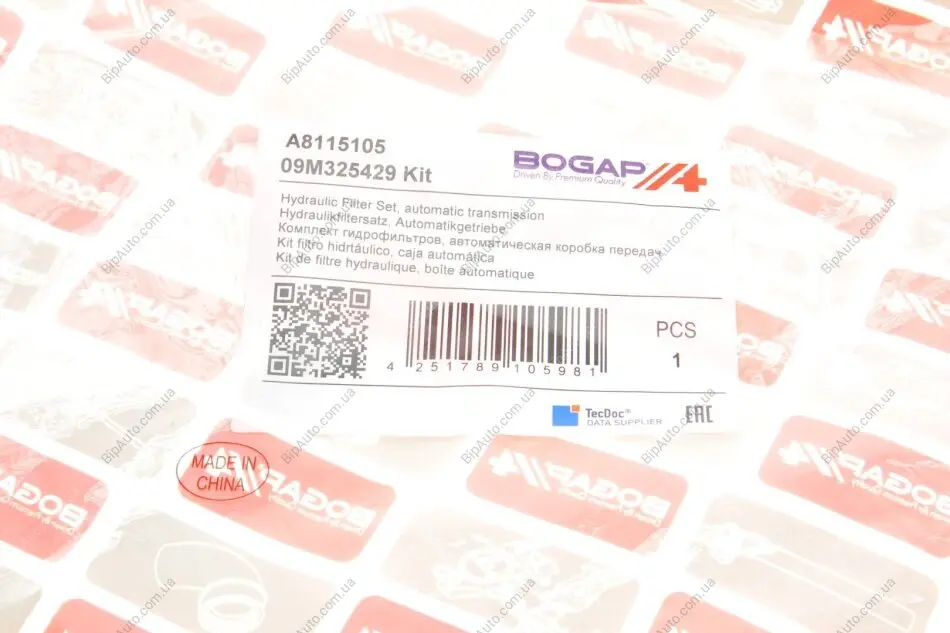 A8115105
09M325429 Kit
BOGAP
Driven By Premium Quality
Hydraulic Filter Set, automatic transmission
Hydraulikfiltersatz, Automatikgetriebe
Комплект гидрофильтров, автоматическая коробка передач
Kit filtro hidrtáulico, caja automática
Kit de filtre hydraulique, boîte automatique
PCS
1
4 251789 105981
TecDoc®
DATA SUPPLIER
EAC
MADE IN
CHINA
BipAuto.com.ua